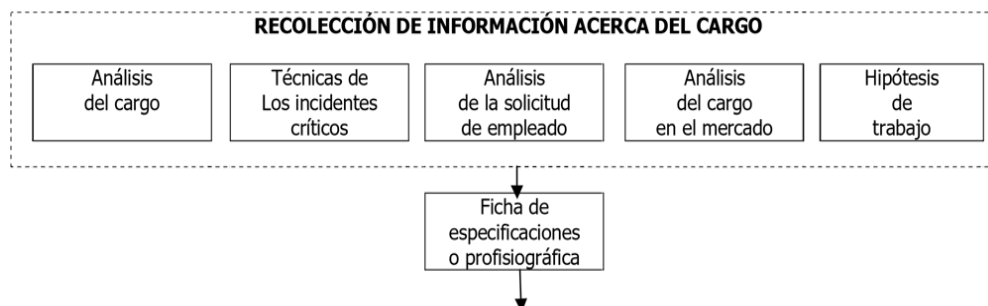 RECOLECCIÓN DE INFORMACIÓN ACERCA DEL CARGO
Análisis
del cargo
Técnicas de
Los incidentes
críticos
Análisis
de la solicitud
de empleado
Análisis
del cargo
en el mercado
Hipótesis
de
trabajo
Ficha de
especificaciones
o profisiográfica